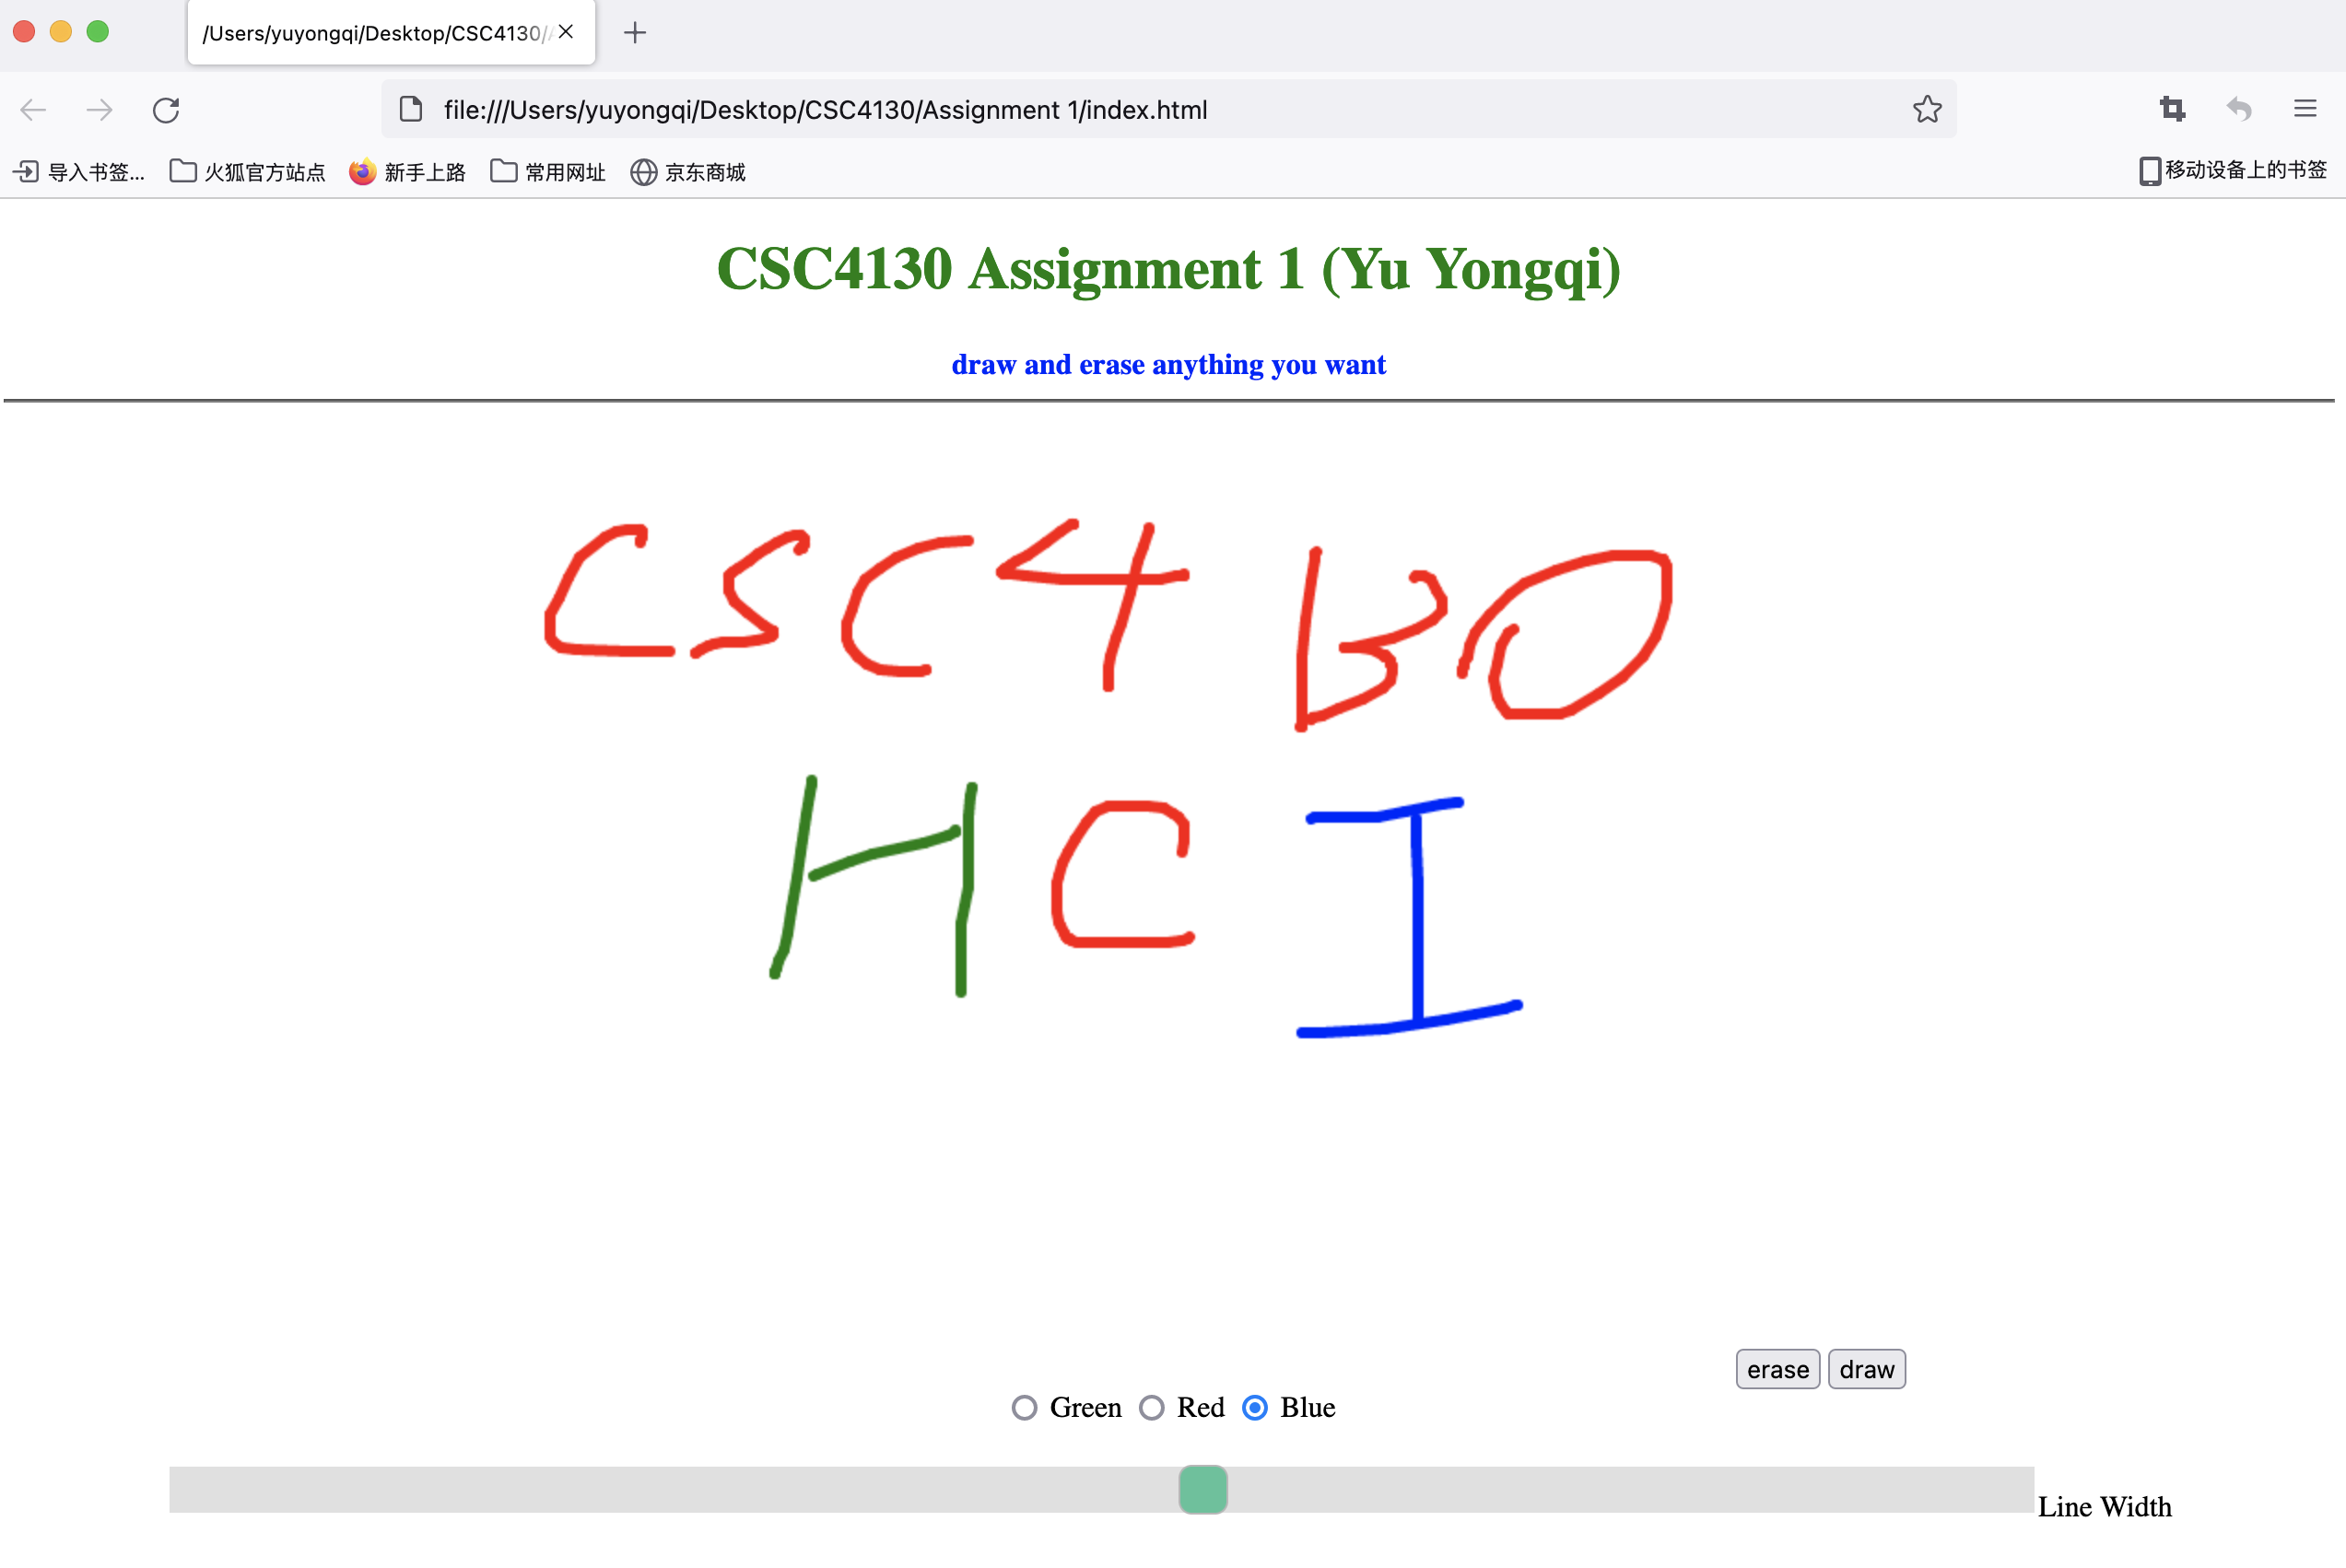 /Users/yuyongqi/Desktop/CSC4130/
file:///Users/yuyongqi/Desktop/CSC4130/Assignment 1/index.html
导入书签... 火狐官方站点 新手上路 常用网址 京东商城 移动设备上的书签
CSC4130 Assignment 1 (Yu Yongqi)
draw and erase anything you want
CSC4130
HCI
erase draw
Green Red Blue
Line Width